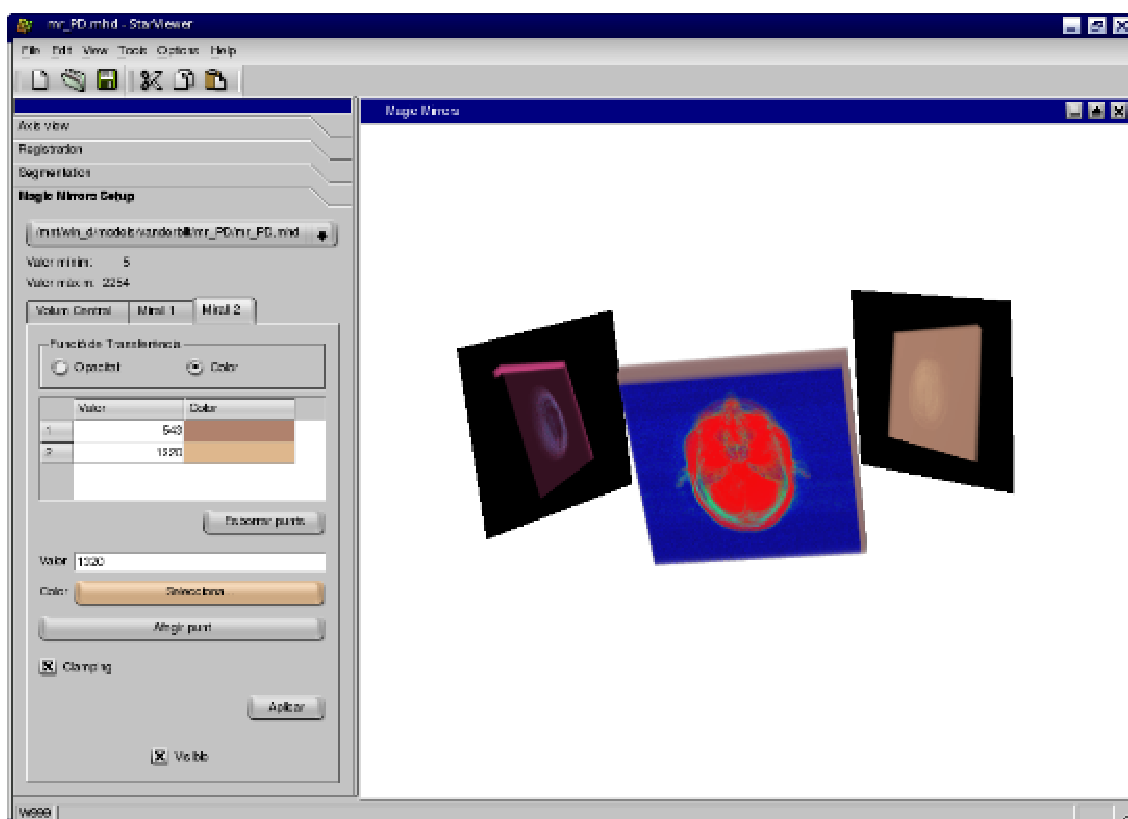 mr_PD.mhd - StarViewer
File Edit View Tools Options Help
Magic Mirrors
Axis view
Registration
Segmentation
Magic Mirrors Setup
/mnt/win_d/models/vanderbilt/mr_PD/mr_PD.mhd
Valor mínim: 5
Valor màxim: 2254
Volum Central Mirall 1 Mirall 2
Funció de Transferència
Opacitat Color
Valor Color
1 543
2 1320
Esborrar punts
Valor 1320
Color Selecciona...
Afegir punt
Clamping
Aplicar
Visible